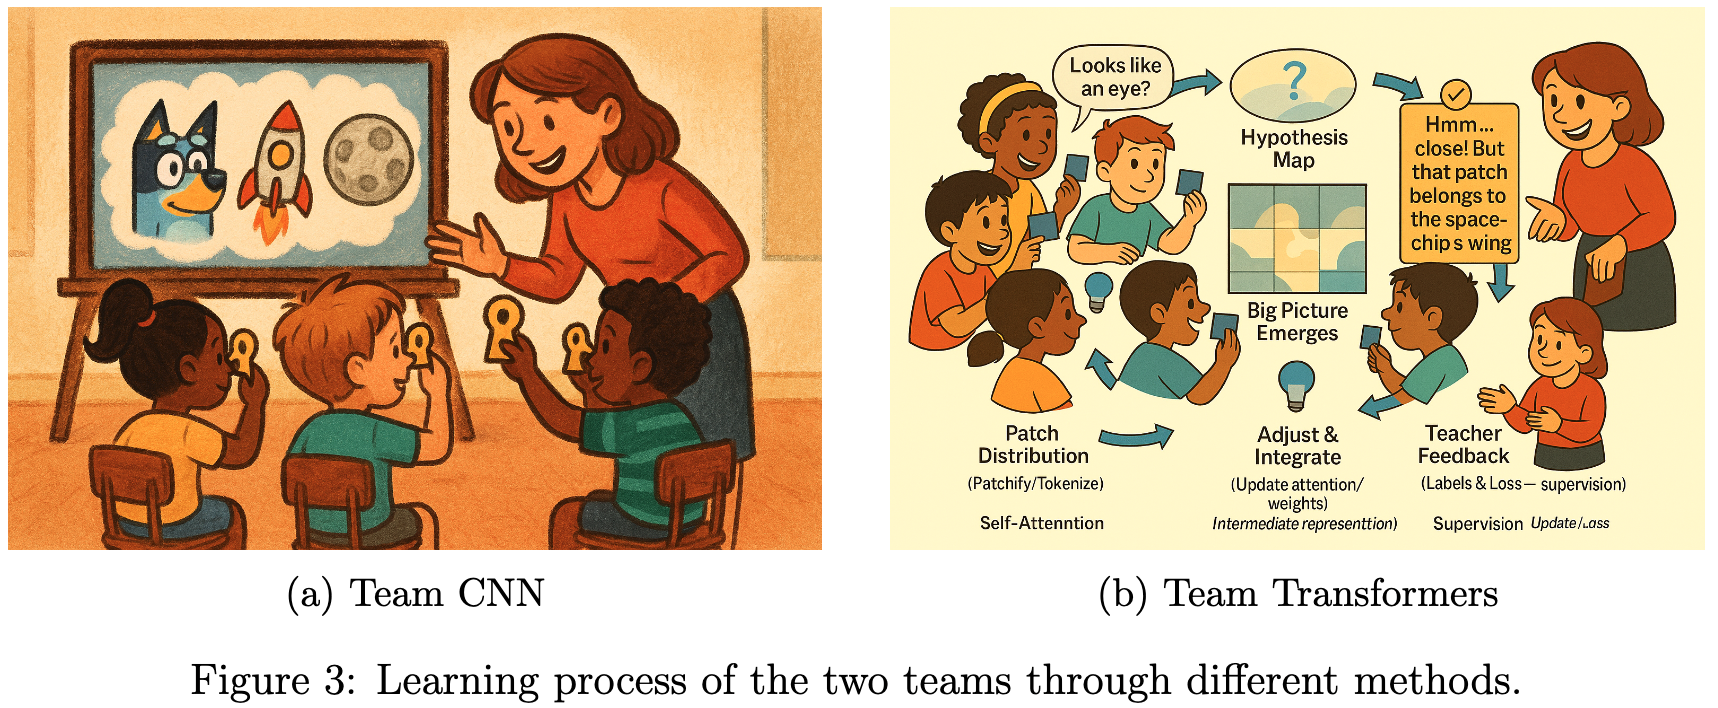 Looks like
an eye?
?
Hypothesis
Map
Hmm...
close! But
that patch
belongs to
the space-
chip s wing
Big Picture
Emerges
Patch
Distribution
(Patchify/Tokenize)
Self-Attenntion
Adjust &
Integrate
(Update attention/
weights)
Intermediate representtion)
Teacher
Feedback
(Labels & Loss— supervision)
Supervision Update/.ass
(a) Team CNN
(b) Team Transformers
Figure 3: Learning process of the two teams through different methods.